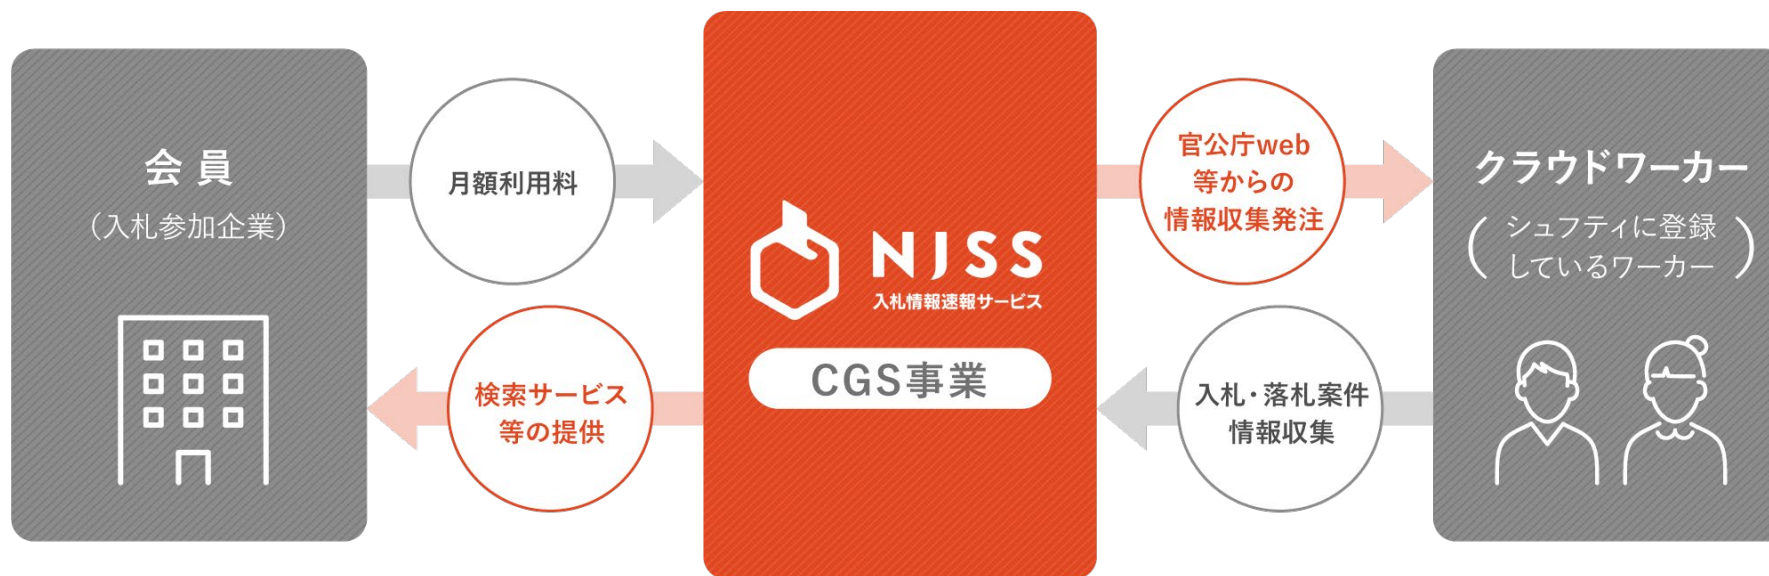 会員
（入札参加企業）
月額利用料
検索サービス
等の提供
NJSS
入札情報速報サービス
CGS事業
官公庁web
等からの
情報収集発注
入札・落札案件
情報収集
クラウドワーカー
（シュフティに登録
しているワーカー）